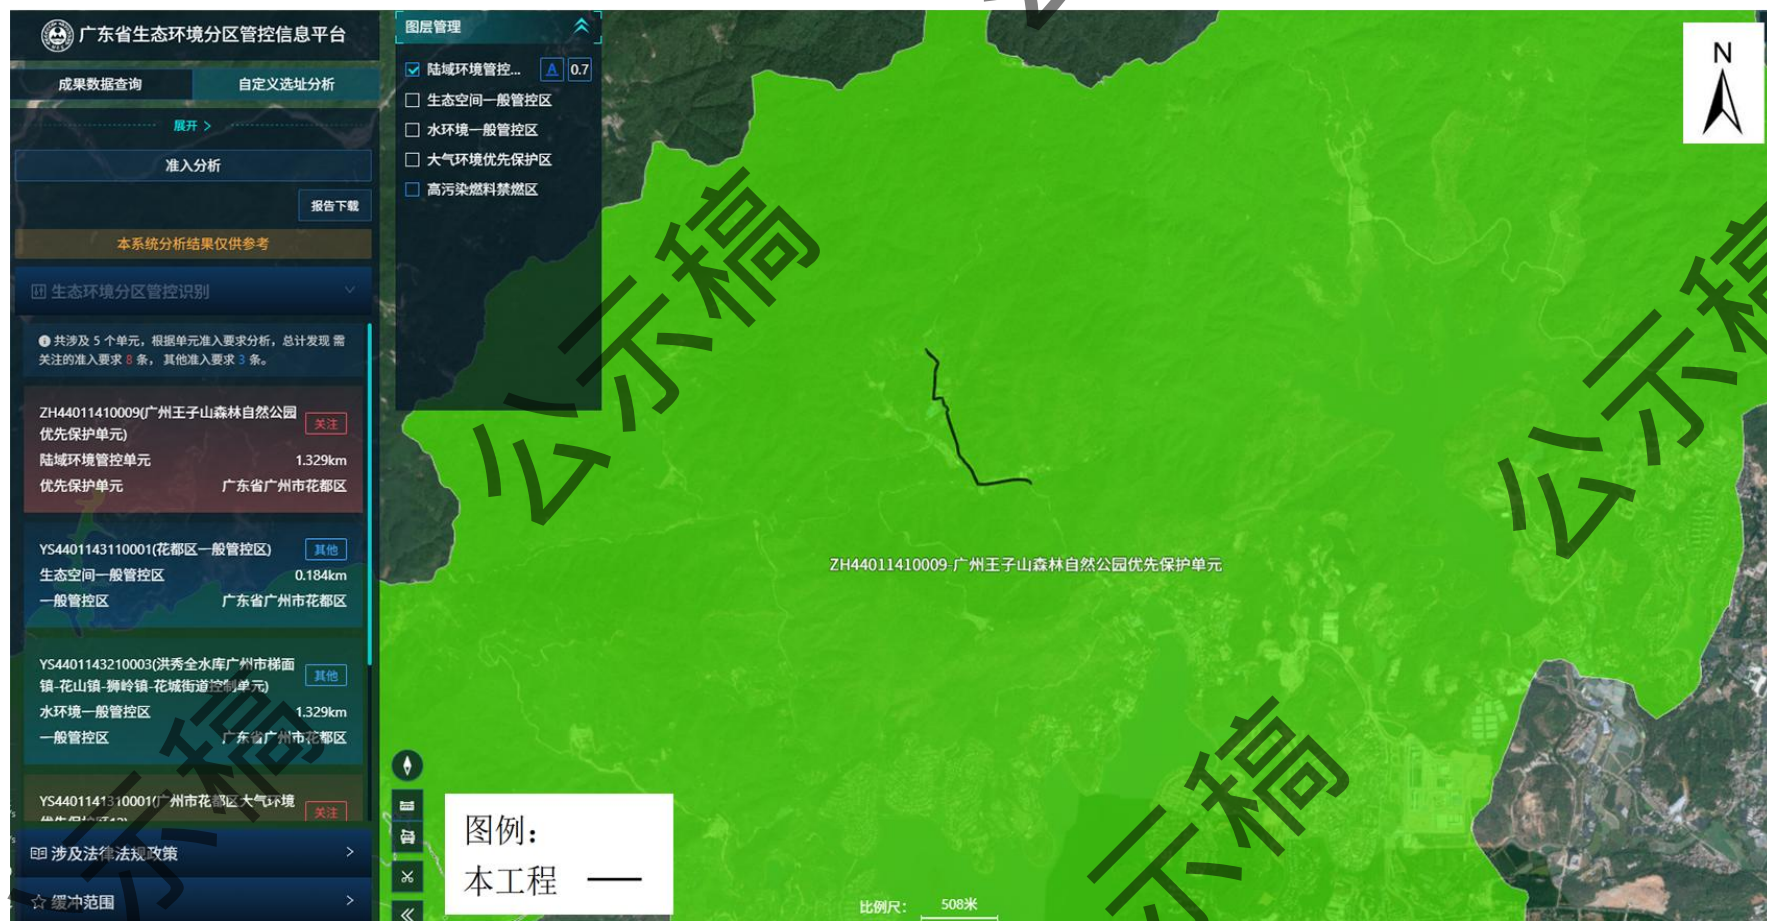 广东省生态环境分区管控信息平台
成果数据查询
自定义选址分析
展开 >
准入分析
报告下载
本系统分析结果仅供参考
生态环境分区管控识别
共涉及 5 个单元，根据单元准入要求分析，总计发现 需
关注的准入要求 8 条， 其他准入要求 3 条。
ZH44011410009(广州王子山森林自然公园
优先保护单元)
关注
陆域环境管控单元 1.329km
优先保护单元 广东省广州市花都区
YS4401143110001(花都区一般管控区)
其他
生态空间一般管控区 0.184km
一般管控区 广东省广州市花都区
YS4401143210003(洪秀全水库广州市梯面
镇-花山镇-狮岭镇-花城街道控制单元)
其他
水环境一般管控区 1.329km
一般管控区 广东省广州市花都区
YS4401141310001(广州市花都区大气环境
关注
涉及法律法规政策
缓冲范围
图层管理
陆域环境管控... A 0.7
生态空间一般管控区
水环境一般管控区
大气环境优先保护区
高污染燃料禁燃区
N
ZH44011410009-广州王子山森林自然公园优先保护单元
图例：
本工程
比例尺： 508米
公示稿
公示稿
示稿
公示稿